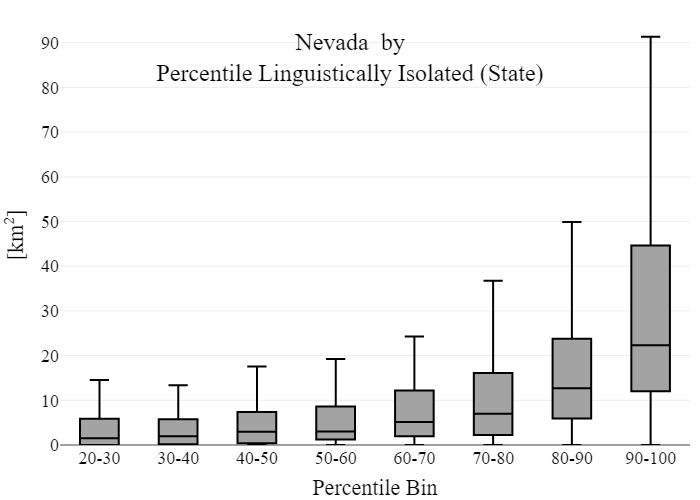 Nevada by
Percentile Linguistically Isolated (State)
90
80
70
60
50
40
30
20
10
0
[km²]
20-30 30-40 40-50 50-60 60-70 70-80 80-90 90-100
Percentile Bin